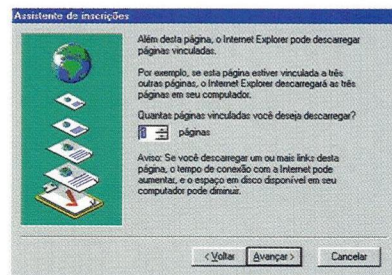 Assistente de inscrições
Além desta página, o Internet Explorer pode descarregar
páginas vinculadas.
Por exemplo, se esta página estiver vinculada a três
outras páginas, o Internet Explorer descarregará as três
páginas em seu computador.
Quantas páginas vinculadas você deseja descarregar?
páginas
Aviso: Se você descarregar um ou mais links desta
página, o tempo de conexão com a Internet pode
aumentar, e o espaço em disco disponível em seu
computador pode diminuir.
< Voltar Avançar > Cancelar